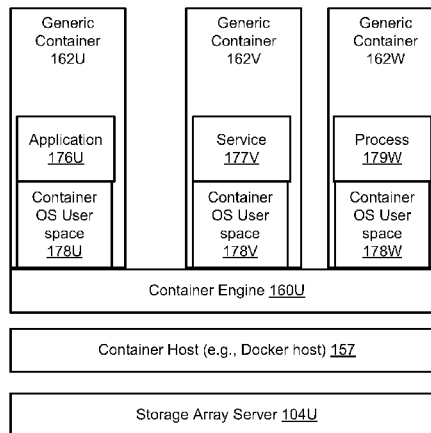 Generic
Container
162U
Generic
Container
162V
Generic
Container
162W
Application
176U
Service
177V
Process
179W
Container
OS User
space
178U
Container
OS User
space
178V
Container
OS User
space
178W
Container Engine 160U
Container Host (e.g., Docker host) 157
Storage Array Server 104U